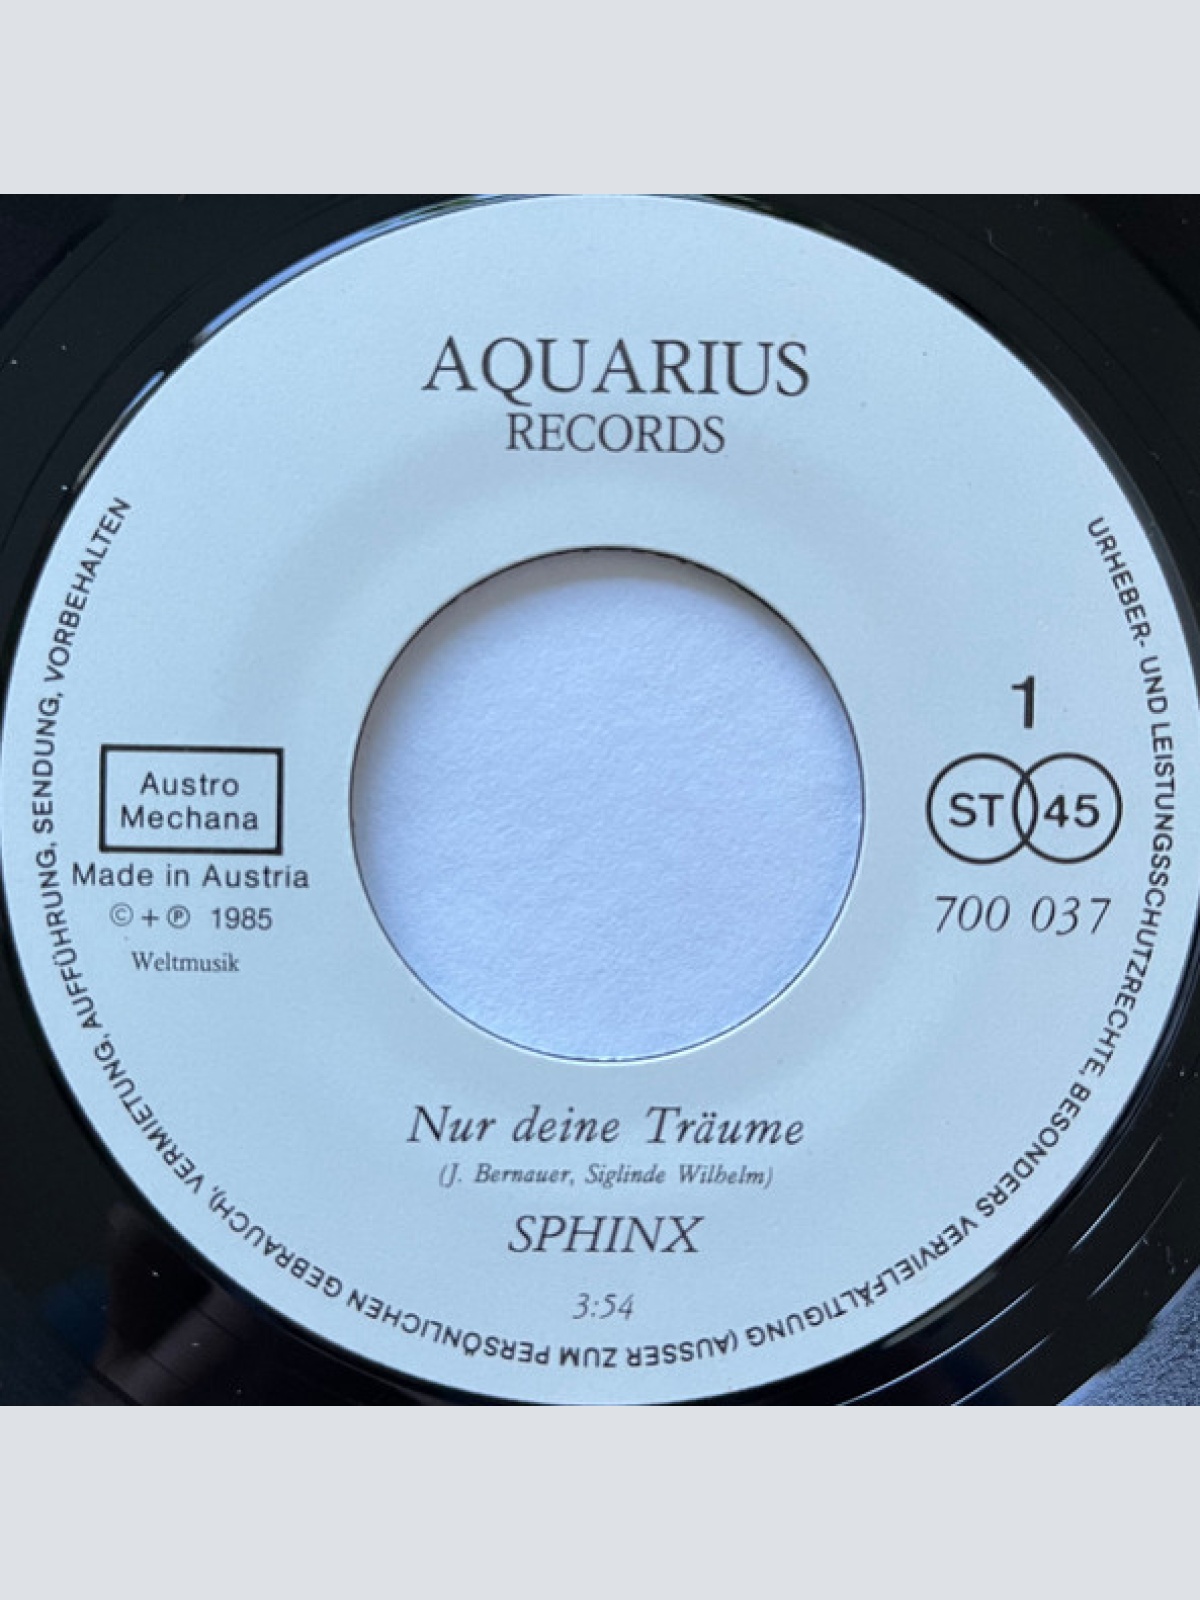 AQUARIUS
RECORDS
Austro
Mechana
Made in Austria
© + ℗ 1985
Weltmusik
1
ST 45
700 037
Nur deine Träume
(J. Bernauer, Siglinde Wilhelm)
SPHINX
3:54
URHEBER- UND LEISTUNGSSCHUTZRECHTE, BESONDERS VERVIELFÄLTIGUNG (AUSSER ZUM PERSÖNLICHEN GEBRAUCH), VERMIETUNG, AUFFÜHRUNG, SENDUNG, VORBEHALTEN